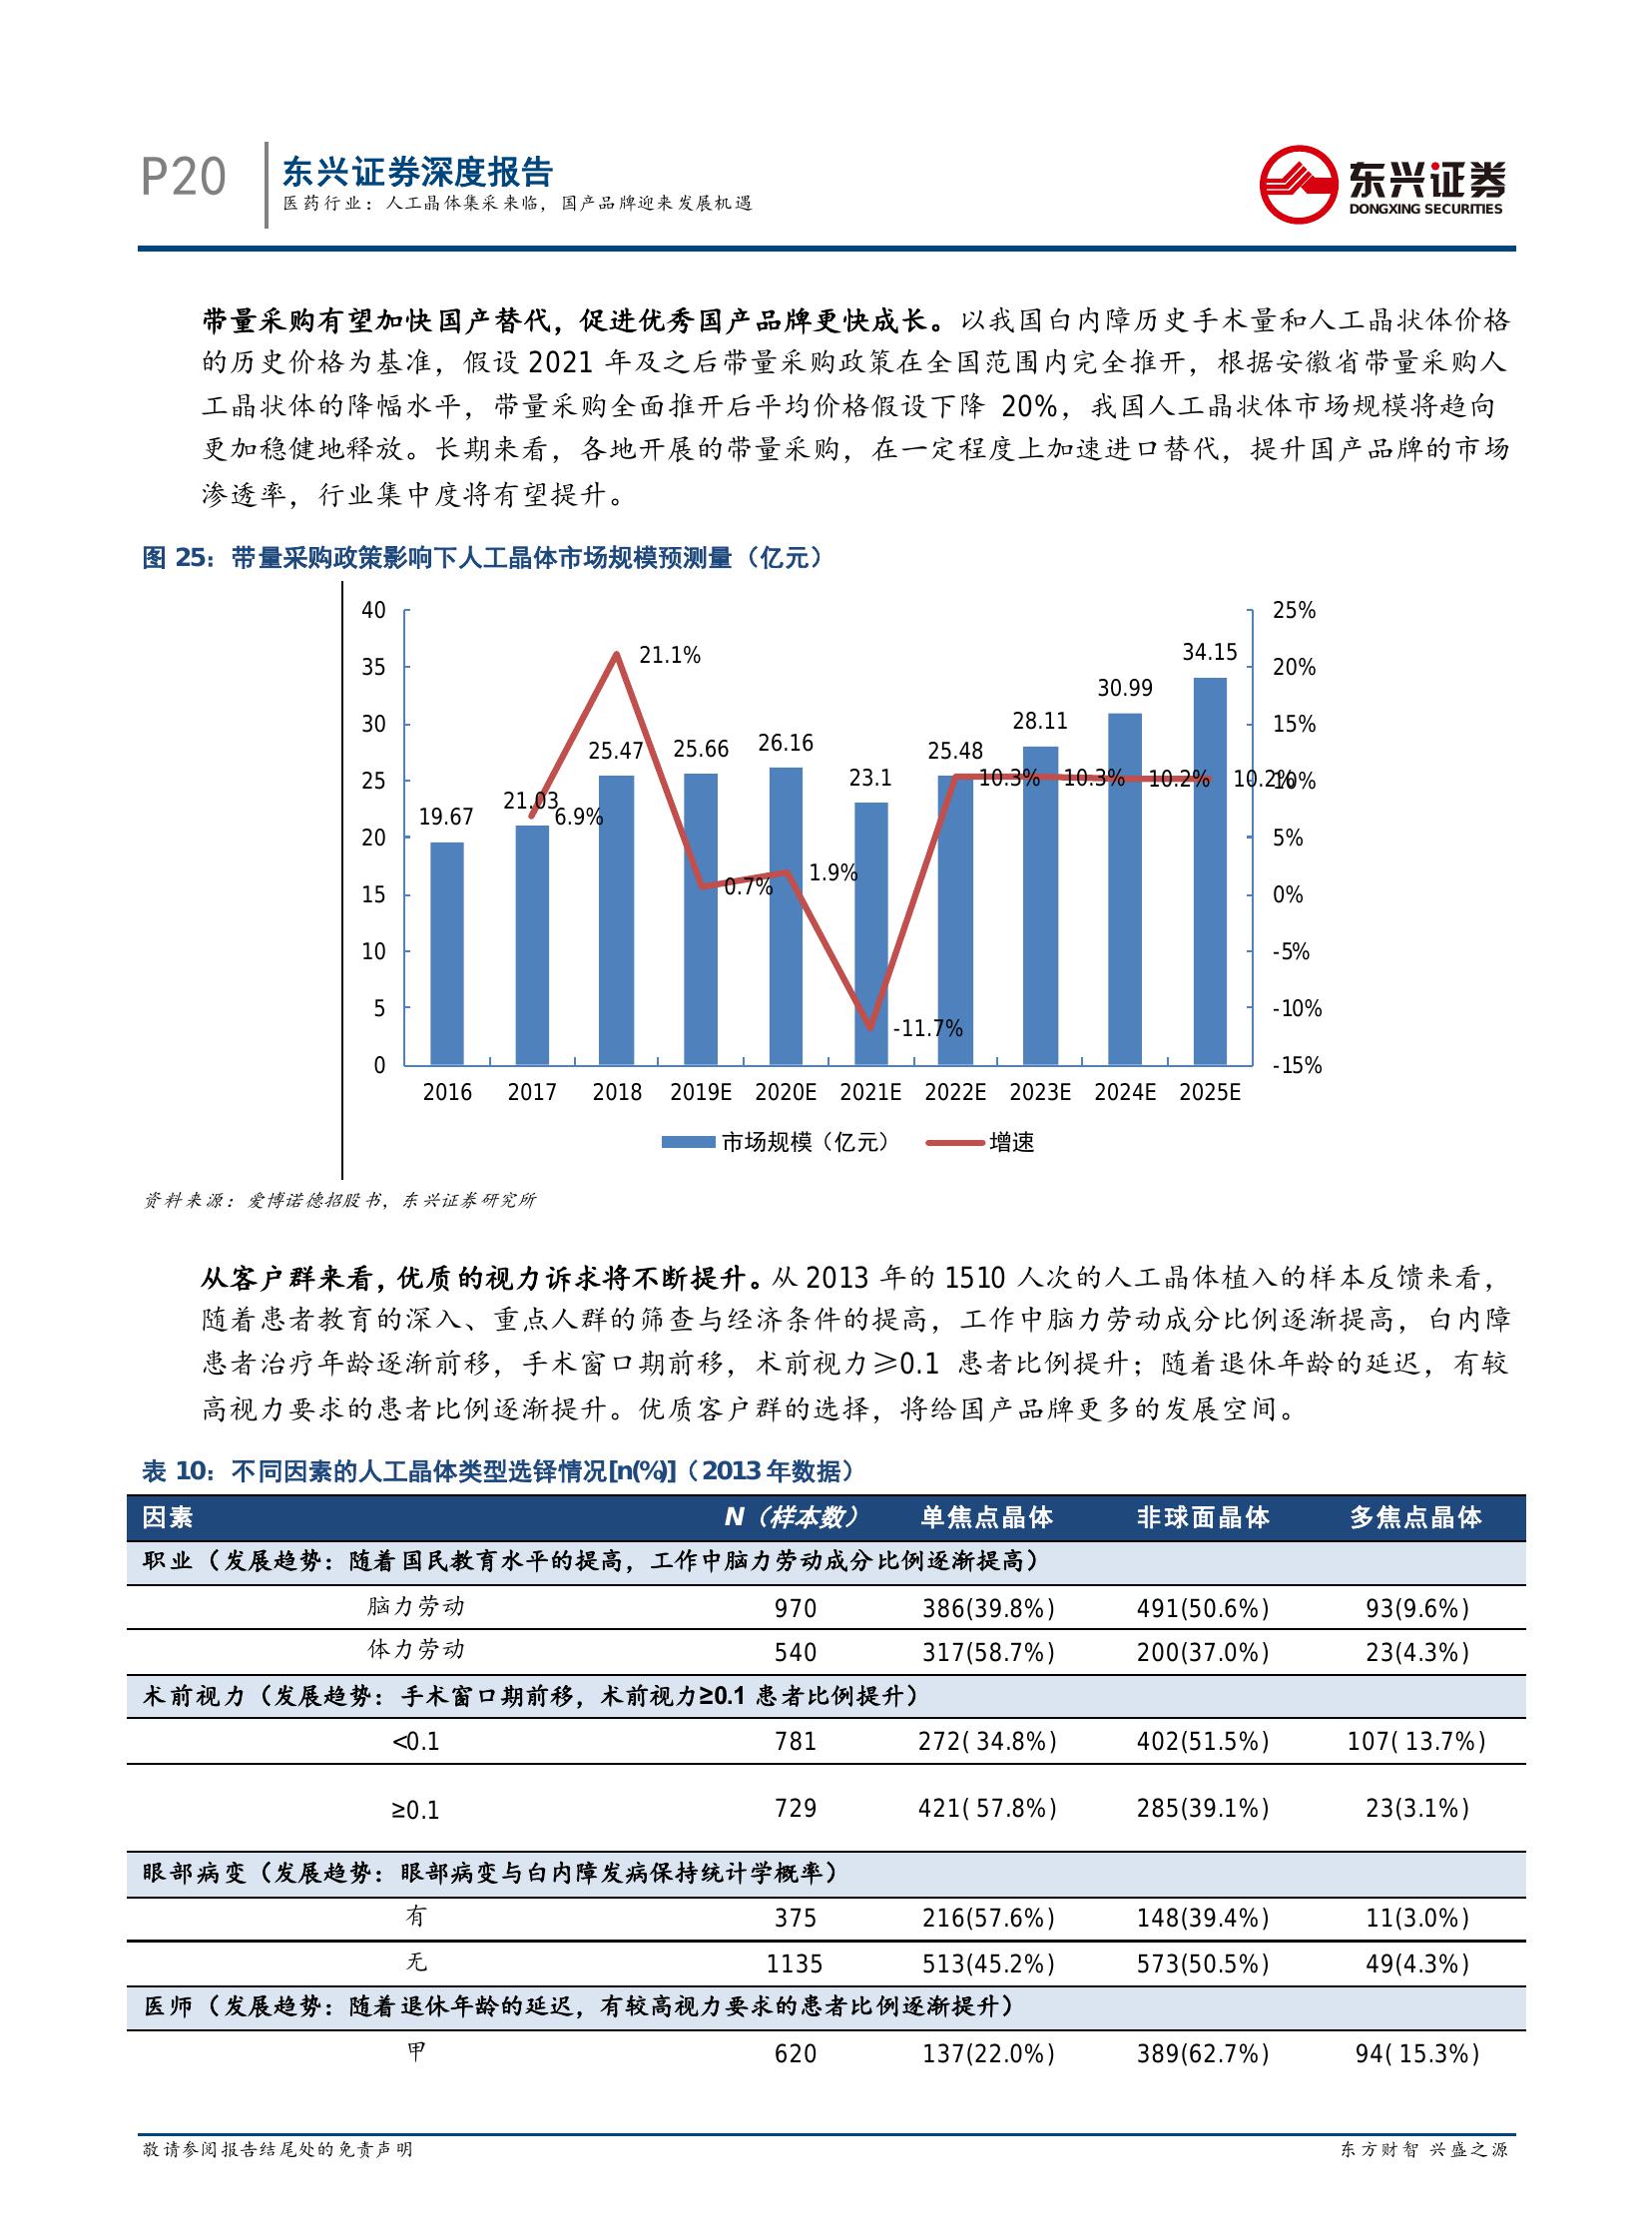 P20
东兴证券深度报告
医药行业：人工晶体集采来临，国产品牌迎来发展机遇
东兴证券
DONGXING SECURITIES
带量采购有望加快国产替代，促进优秀国产品牌更快成长。以我国白内障历史手术量和人工晶状体价格
的历史价格为基准，假设 2021 年及之后带量采购政策在全国范围内完全推开，根据安徽省带量采购人
工晶状体的降幅水平，带量采购全面推开后平均价格假设下降 20%，我国人工晶状体市场规模将趋向
更加稳健地释放。长期来看，各地开展的带量采购，在一定程度上加速进口替代，提升国产品牌的市场
渗透率，行业集中度将有望提升。
图 25：带量采购政策影响下人工晶体市场规模预测量（亿元）
40 25%
35 20%
30 15%
25 10%
20 5%
15 0%
10 -5%
5 -10%
0 -15%
19.67 21.03 25.47 25.66 26.16 23.1 25.48 28.11 30.99 34.15
6.9% 21.1% 0.7% 1.9% -11.7% 10.3% 10.3% 10.2% 10.2%
2016 2017 2018 2019E 2020E 2021E 2022E 2023E 2024E 2025E
市场规模（亿元） 增速
资料来源：爱博诺德招股书，东兴证券研究所
从客户群来看，优质的视力诉求将不断提升。从 2013 年的 1510 人次的人工晶体植入的样本反馈来看，
随着患者教育的深入、重点人群的筛查与经济条件的提高，工作中脑力劳动成分比例逐渐提高，白内障
患者治疗年龄逐渐前移，手术窗口期前移，术前视力≥0.1 患者比例提升；随着退休年龄的延迟，有较
高视力要求的患者比例逐渐提升。优质客户群的选择，将给国产品牌更多的发展空间。
表 10：不同因素的人工晶体类型选铎情况[n(%)]（2013 年数据）
因素 N（样本数） 单焦点晶体 非球面晶体 多焦点晶体
职业（发展趋势：随着国民教育水平的提高，工作中脑力劳动成分比例逐渐提高）
脑力劳动 970 386(39.8%) 491(50.6%) 93(9.6%)
体力劳动 540 317(58.7%) 200(37.0%) 23(4.3%)
术前视力（发展趋势：手术窗口期前移，术前视力≥0.1 患者比例提升）
<0.1 781 272( 34.8%) 402(51.5%) 107( 13.7%)
≥0.1 729 421( 57.8%) 285(39.1%) 23(3.1%)
眼部病变（发展趋势：眼部病变与白内障发病保持统计学概率）
有 375 216(57.6%) 148(39.4%) 11(3.0%)
无 1135 513(45.2%) 573(50.5%) 49(4.3%)
医师（发展趋势：随着退休年龄的延迟，有较高视力要求的患者比例逐渐提升）
甲 620 137(22.0%) 389(62.7%) 94( 15.3%)
敬请参阅报告结尾处的免责声明
东方财智 兴盛之源